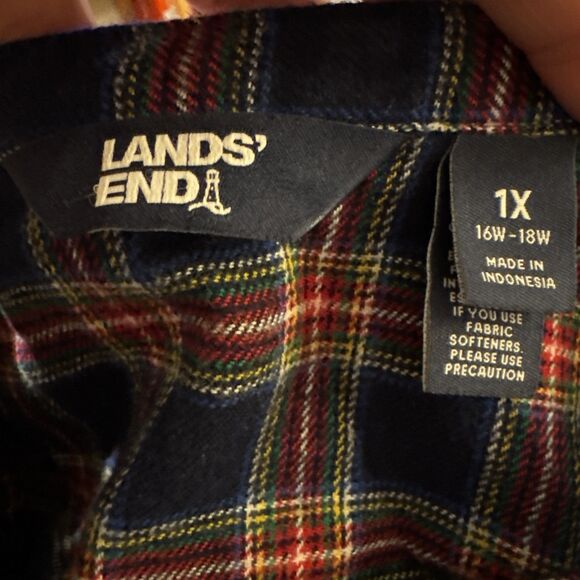 LANDS'
END
1X
16W-18W
MADE IN
INDONESIA
IF YOU USE
FABRIC
SOFTENERS,
PLEASE USE
PRECAUTION